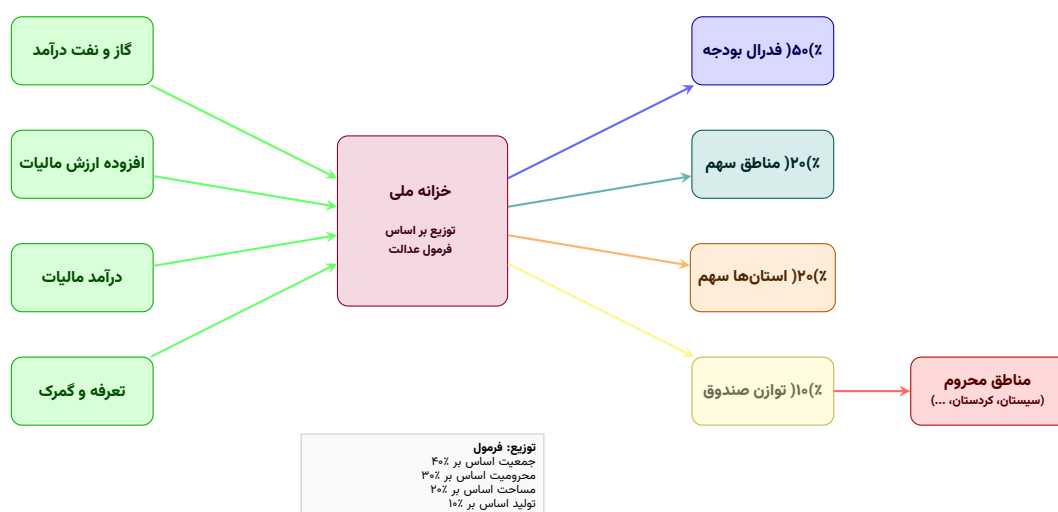 گاز و نفت درآمد
افزوده ارزش مالیات
درآمد مالیات
تعرفه و گمرک
خزانه ملی
توزیع بر اساس
فرمول عدالت
٪)۵۰( فدرال بودجه
٪)۲۰( مناطق سهم
٪)۲۰( استان‌ها سهم
٪)۱۰( توازن صندوق
مناطق محروم
(سیستان، کردستان، ...)
توزیع: فرمول
جمعیت اساس بر ۴۰٪
محرومیت اساس بر ۳۰٪
مساحت اساس بر ۲۰٪
تولید اساس بر ۱۰٪